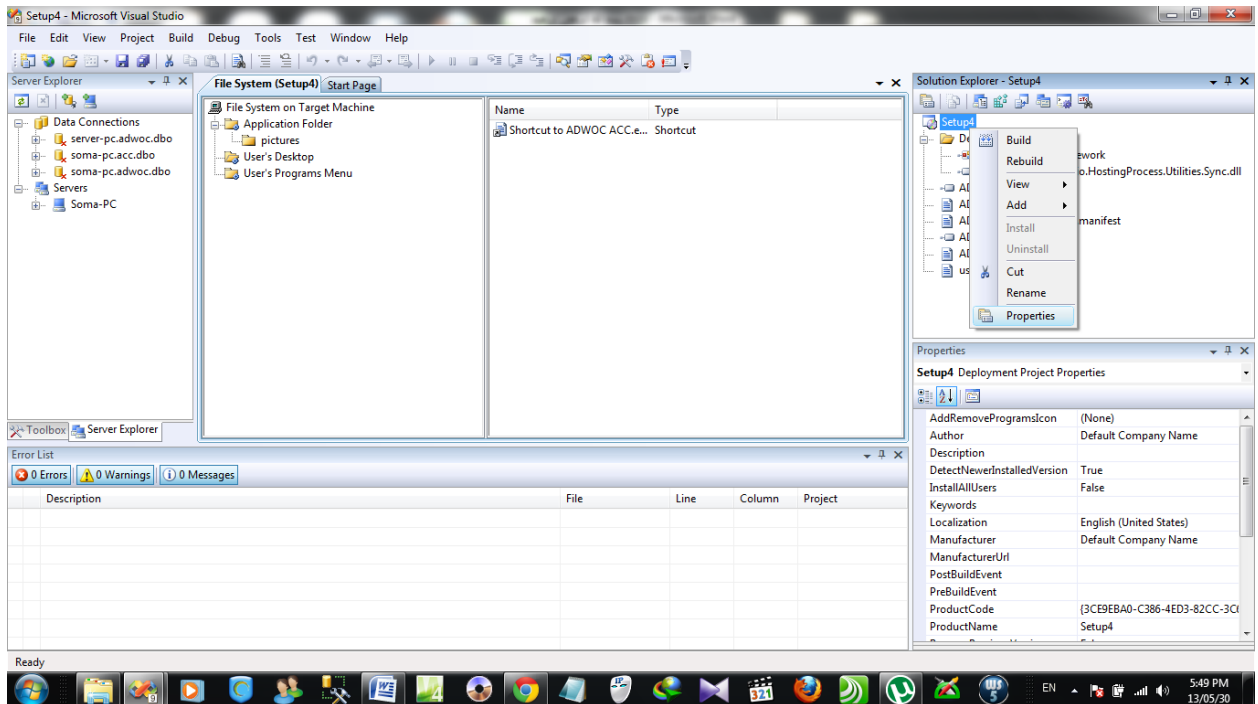 Setup4 - Microsoft Visual Studio
File Edit View Project Build Debug Tools Test Window Help
Server Explorer
Data Connections
server-pc.adwoc.dbo
soma-pc.acc.dbo
soma-pc.adwoc.dbo
Servers
Soma-PC
Toolbox Server Explorer
File System (Setup4) Start Page
File System on Target Machine
Application Folder
pictures
User's Desktop
User's Programs Menu
Name Type
Shortcut to ADWOC ACC.e... Shortcut
Solution Explorer - Setup4
Setup4
De
ework
o.HostingProcess.Utilities.Sync.dll
manifest
us
Build
Rebuild
View
Add
Install
Uninstall
Cut
Rename
Properties
Properties
Setup4 Deployment Project Properties
AddRemoveProgramsIcon (None)
Author Default Company Name
Description
DetectNewerInstalledVersion True
InstallAllUsers False
Keywords
Localization English (United States)
Manufacturer Default Company Name
ManufacturerUrl
PostBuildEvent
PreBuildEvent
ProductCode {3CE9EBA0-C386-4ED3-82CC-3C
ProductName Setup4
Error List
0 Errors 0 Warnings 0 Messages
Description File Line Column Project
Ready
EN
5:49 PM
13/05/30